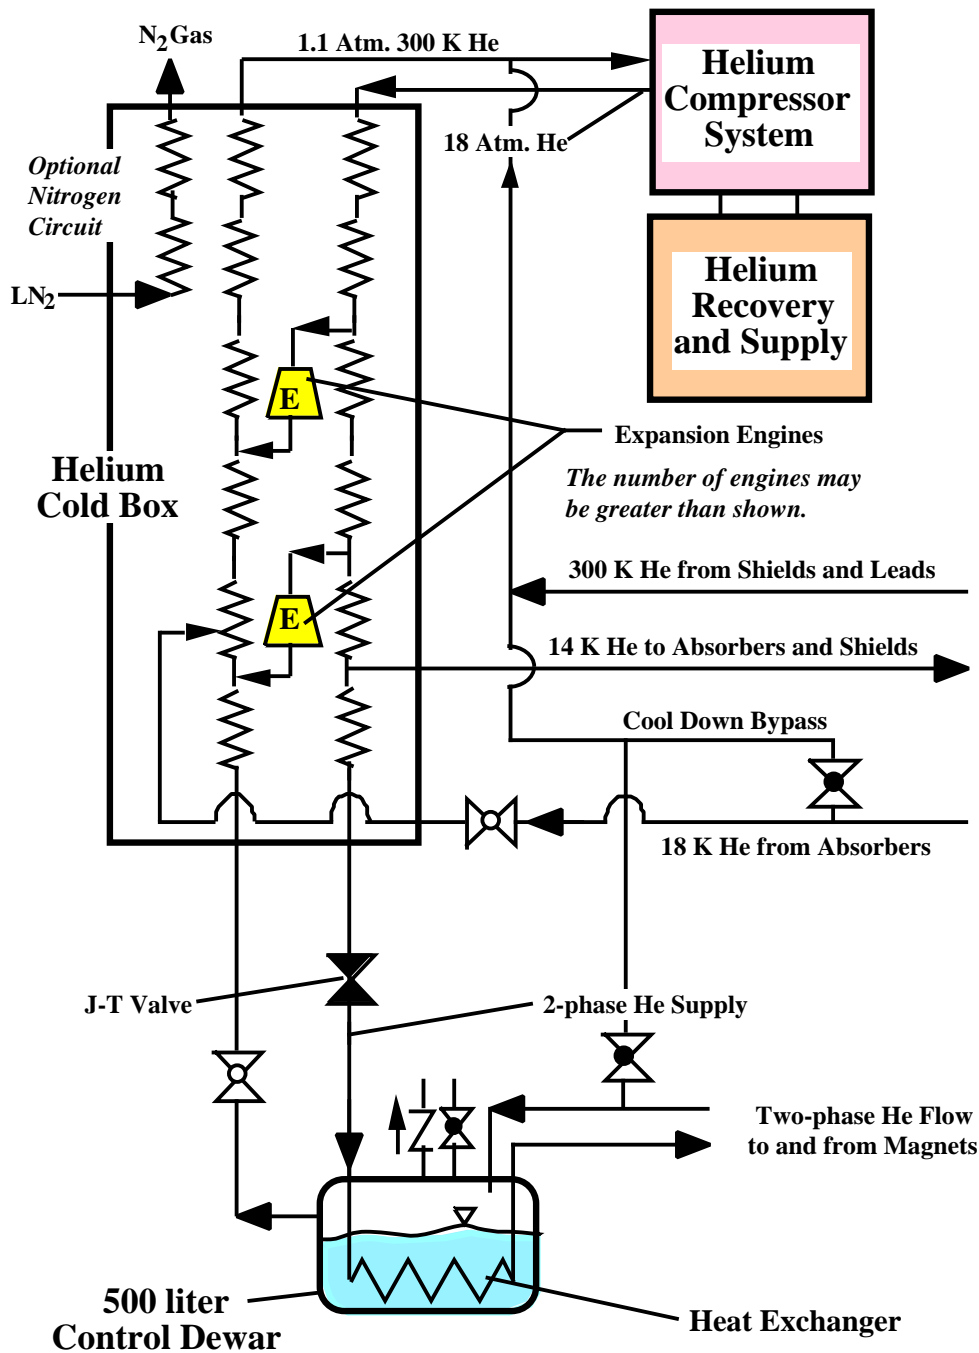 N2Gas
1.1 Atm. 300 K He
Helium
Compressor
System
18 Atm. He
Optional
Nitrogen
Circuit
LN2
Helium
Recovery
and Supply
E
Expansion Engines
The number of engines may
be greater than shown.
Helium
Cold Box
300 K He from Shields and Leads
E
14 K He to Absorbers and Shields
Cool Down Bypass
18 K He from Absorbers
J-T Valve
2-phase He Supply
Two-phase He Flow
to and from Magnets
500 liter
Control Dewar
Heat Exchanger